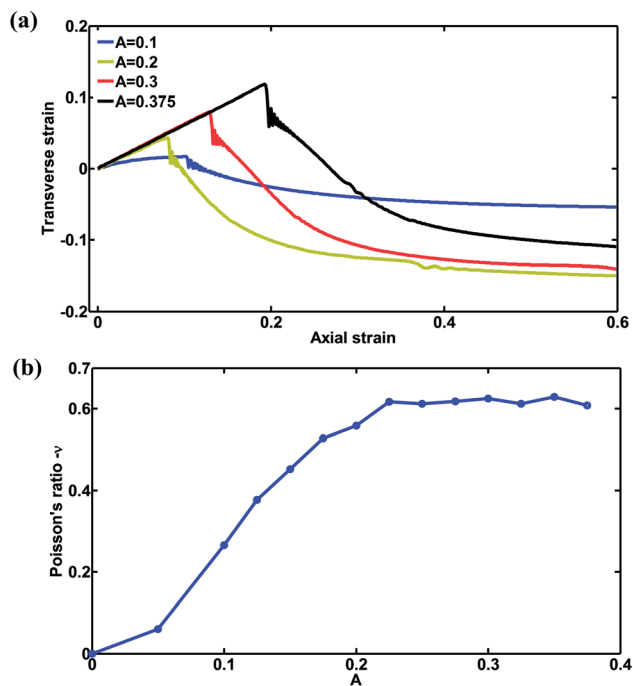 (a)
0.2
0.1
0
-0.1
-0.2
Transverse strain
A=0.1
A=0.2
A=0.3
A=0.375
0
0.2
0.4
0.6
Axial strain
(b)
0.7
0.6
0.4
0.2
0
Poisson's ratio -ν
0
0.1
0.2
0.3
0.4
A